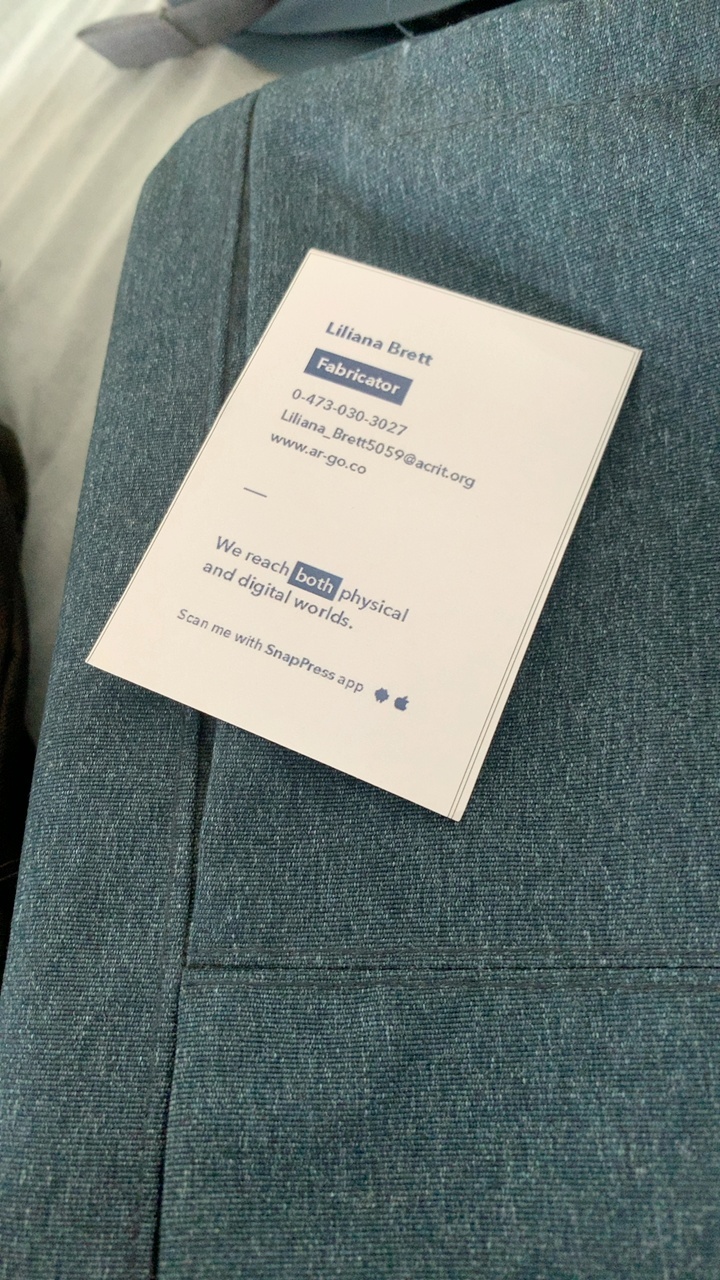 Liliana Brett
Fabricator
0-473-030-3027
Liliana_Brett5059@acrit.org
www.ar-go.co
We reach both physical
and digital worlds.
Scan me with SnapPress app